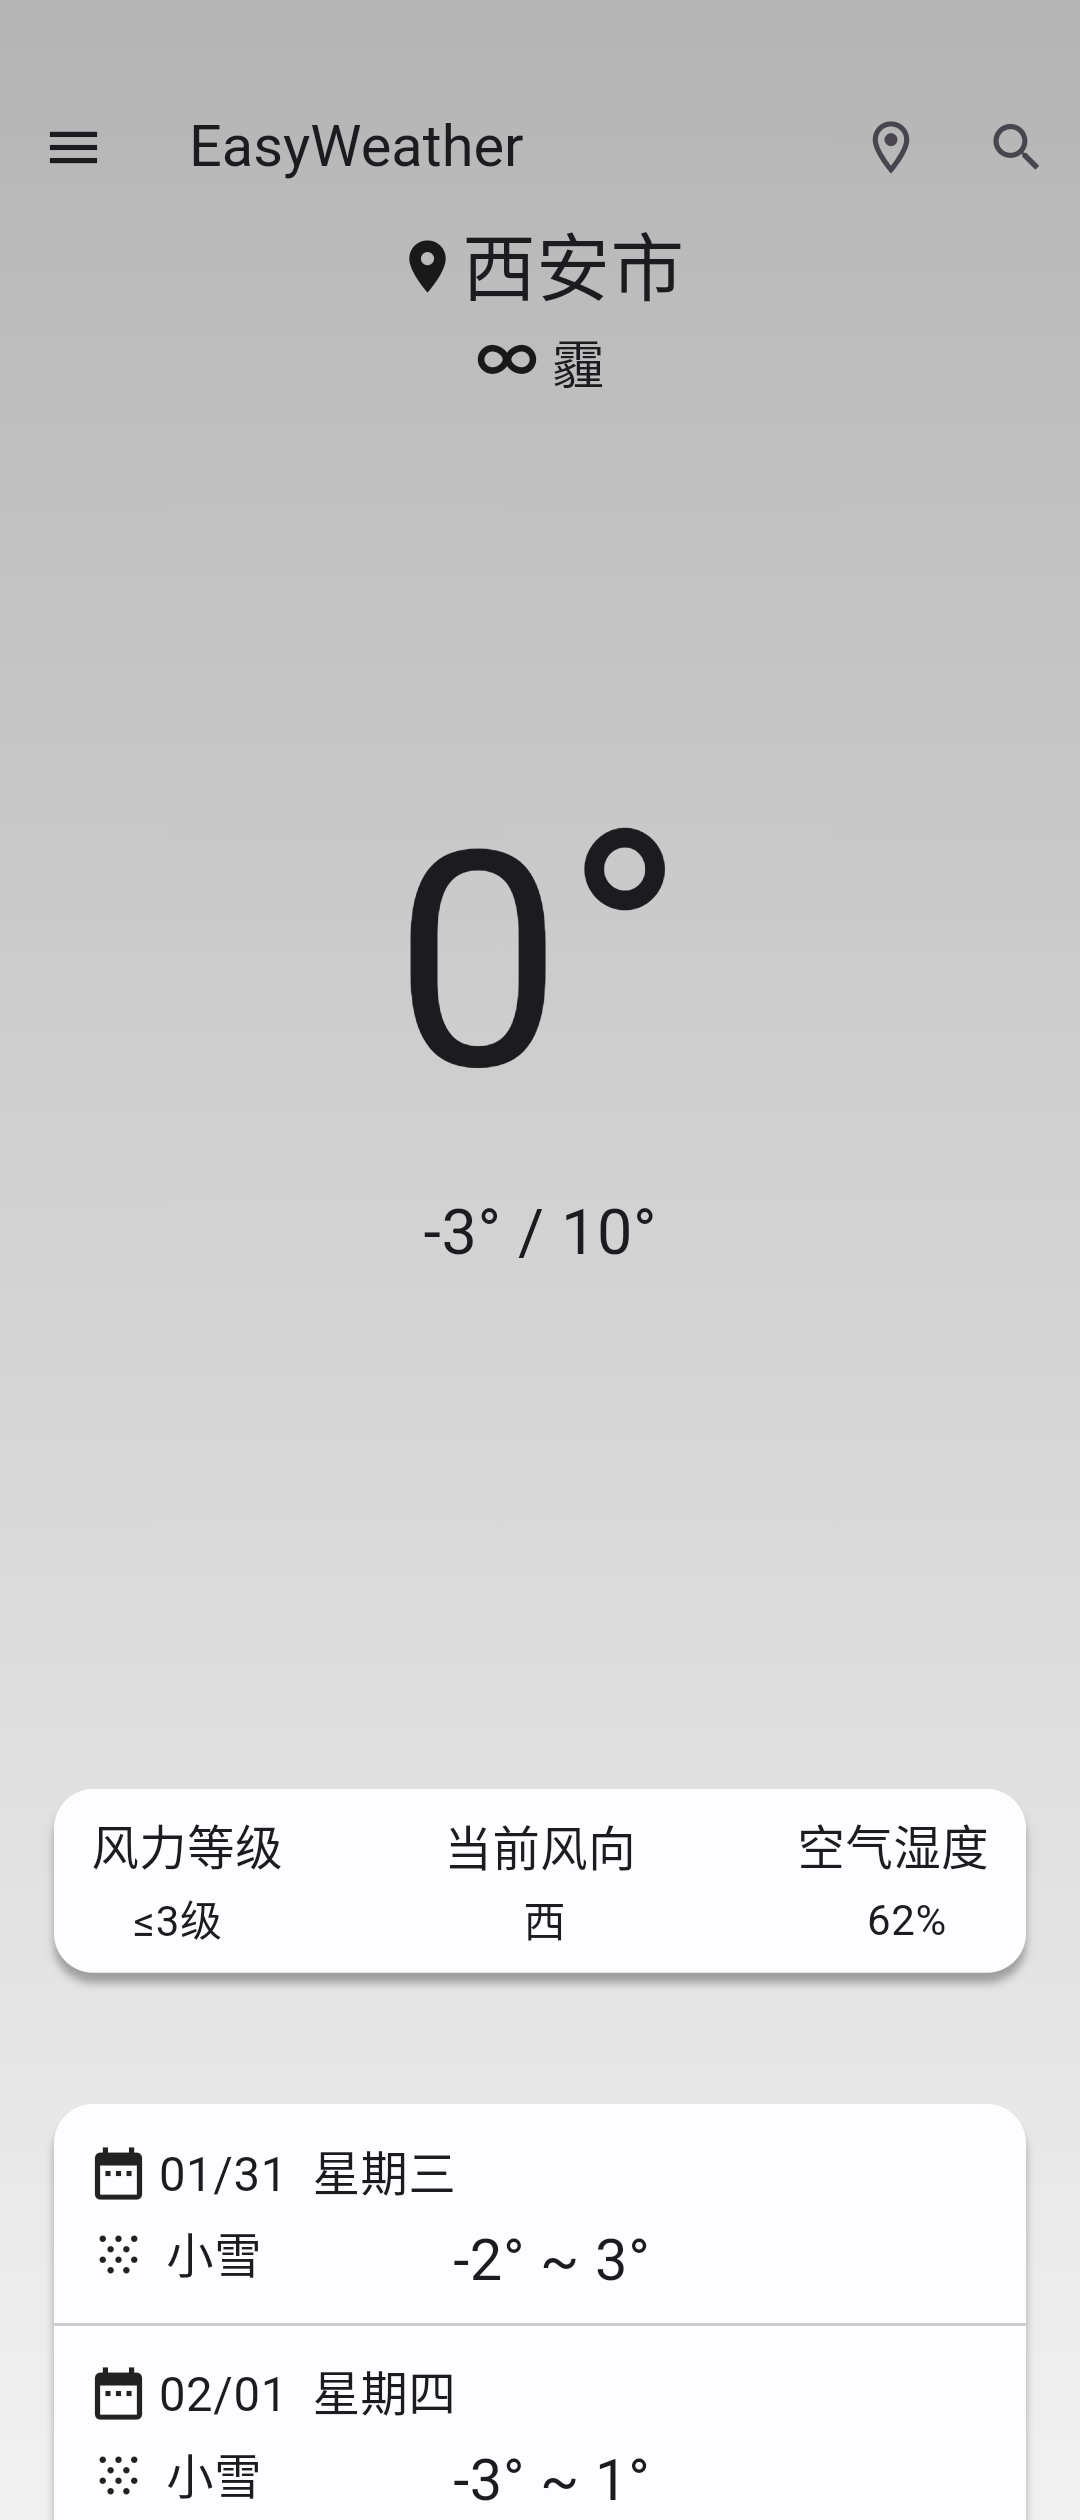 EasyWeather
西安市
霾
0°
-3° / 10°
风力等级 当前风向 空气湿度
≤3级 西 62%
01/31 星期三
小雪 -2° ~ 3°
02/01 星期四
小雪 -3° ~ 1°